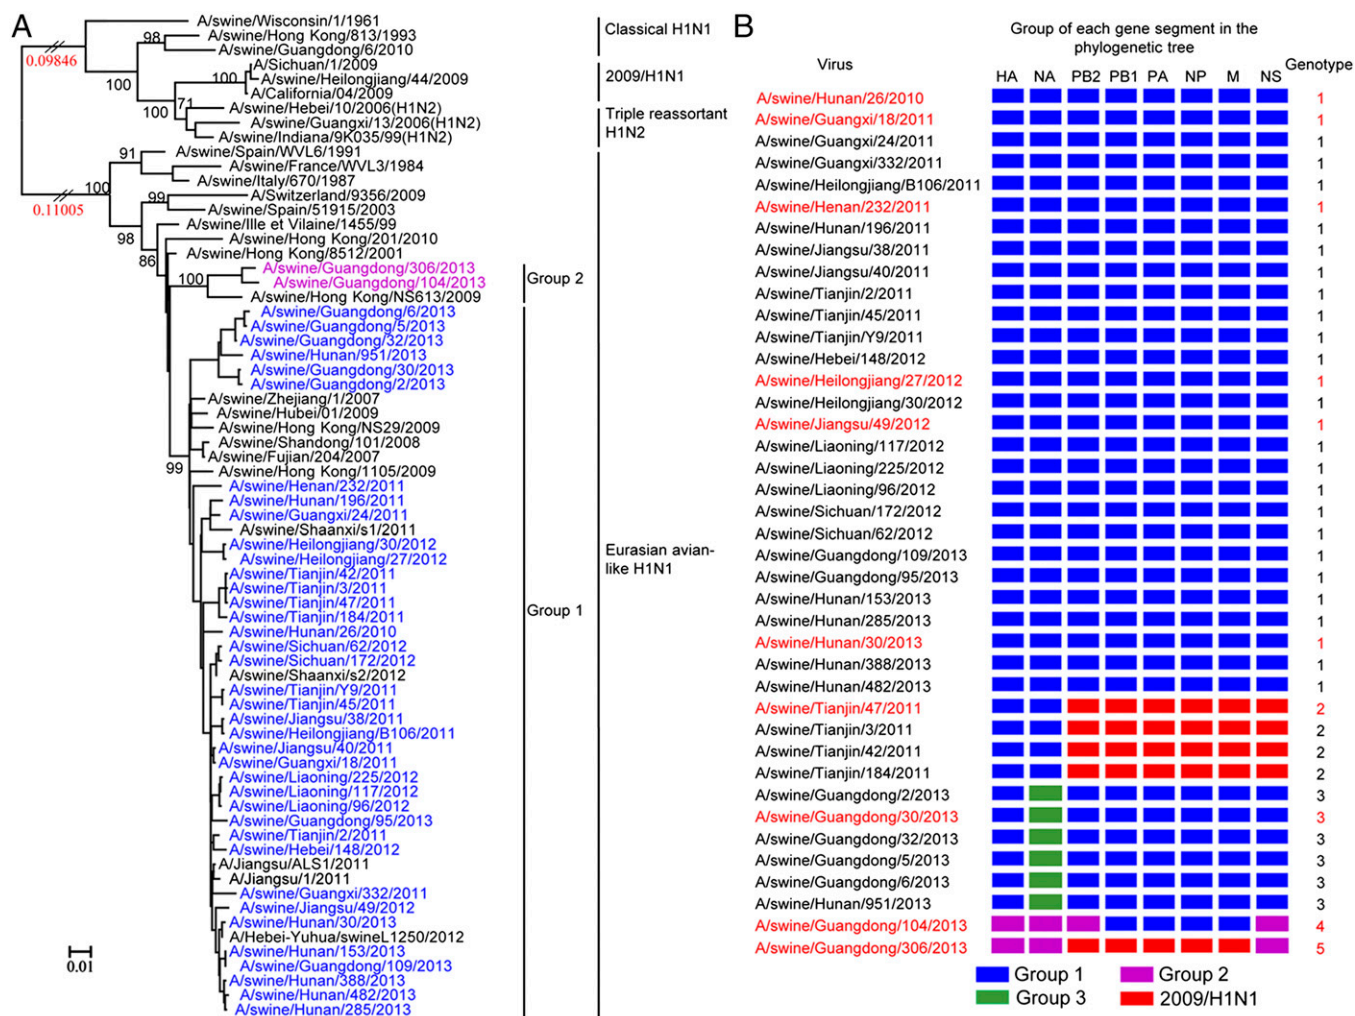 A
A/swine/Wisconsin/1/1961
98
A/swine/Hong Kong/813/1993
A/swine/Guangdong/6/2010
0.09846
100
A/Sichuan/1/2009
100
A/swine/Heilongjiang/44/2009
A/California/04/2009
71
A/swine/Hebei/10/2006(H1N2)
100
A/swine/Guangxi/13/2006(H1N2)
A/swine/Indiana/9K035/99(H1N2)
91
A/swine/Spain/WVL6/1991
A/swine/France/WVL3/1984
100
A/swine/Italy/670/1987
0.11005
99
A/Switzerland/9356/2009
A/swine/Spain/51915/2003
98
A/swine/Ille et Vilaine/1455/99
A/swine/Hong Kong/201/2010
86
A/swine/Hong Kong/8512/2001
A/swine/Guangdong/306/2013
100
A/swine/Guangdong/104/2013
A/swine/Hong Kong/NS613/2009
A/swine/Guangdong/6/2013
A/swine/Guangdong/5/2013
A/swine/Guangdong/32/2013
A/swine/Hunan/951/2013
A/swine/Guangdong/30/2013
A/swine/Guangdong/2/2013
A/swine/Zhejiang/1/2007
A/swine/Hubei/01/2009
A/swine/Hong Kong/NS29/2009
A/swine/Shandong/101/2008
A/swine/Fujian/204/2007
99
A/swine/Hong Kong/1105/2009
A/swine/Henan/232/2011
A/swine/Hunan/196/2011
A/swine/Guangxi/24/2011
A/swine/Shaanxi/s1/2011
A/swine/Heilongjiang/30/2012
A/swine/Heilongjiang/27/2012
A/swine/Tianjin/42/2011
A/swine/Tianjin/3/2011
A/swine/Tianjin/47/2011
A/swine/Tianjin/184/2011
A/swine/Hunan/26/2010
A/swine/Sichuan/62/2012
A/swine/Sichuan/172/2012
A/swine/Shaanxi/s2/2012
A/swine/Tianjin/Y9/2011
A/swine/Tianjin/45/2011
A/swine/Jiangsu/38/2011
A/swine/Heilongjiang/B106/2011
A/swine/Jiangsu/40/2011
A/swine/Guangxi/18/2011
A/swine/Liaoning/225/2012
A/swine/Liaoning/117/2012
A/swine/Liaoning/96/2012
A/swine/Guangdong/95/2013
A/swine/Tianjin/2/2011
A/swine/Hebei/148/2012
A/Jiangsu/ALS1/2011
A/Jiangsu/1/2011
A/swine/Guangxi/332/2011
A/swine/Jiangsu/49/2012
A/swine/Hunan/30/2013
A/Hebei-Yuhua/swineL1250/2012
A/swine/Hunan/153/2013
A/swine/Guangdong/109/2013
A/swine/Hunan/388/2013
A/swine/Hunan/482/2013
A/swine/Hunan/285/2013
0.01
Classical H1N1
2009/H1N1
Triple reassortant
H1N2
Group 2
Group 1
Eurasian avian-
like H1N1
B
Group of each gene segment in the
phylogenetic tree
Virus
HA NA PB2 PB1 PA NP M NS
Genotype
A/swine/Hunan/26/2010 1
A/swine/Guangxi/18/2011 1
A/swine/Guangxi/24/2011 1
A/swine/Guangxi/332/2011 1
A/swine/Heilongjiang/B106/2011 1
A/swine/Henan/232/2011 1
A/swine/Hunan/196/2011 1
A/swine/Jiangsu/38/2011 1
A/swine/Jiangsu/40/2011 1
A/swine/Tianjin/2/2011 1
A/swine/Tianjin/45/2011 1
A/swine/Tianjin/Y9/2011 1
A/swine/Hebei/148/2012 1
A/swine/Heilongjiang/27/2012 1
A/swine/Heilongjiang/30/2012 1
A/swine/Jiangsu/49/2012 1
A/swine/Liaoning/117/2012 1
A/swine/Liaoning/225/2012 1
A/swine/Liaoning/96/2012 1
A/swine/Sichuan/172/2012 1
A/swine/Sichuan/62/2012 1
A/swine/Guangdong/109/2013 1
A/swine/Guangdong/95/2013 1
A/swine/Hunan/153/2013 1
A/swine/Hunan/285/2013 1
A/swine/Hunan/30/2013 1
A/swine/Hunan/388/2013 1
A/swine/Hunan/482/2013 1
A/swine/Tianjin/47/2011 2
A/swine/Tianjin/3/2011 2
A/swine/Tianjin/42/2011 2
A/swine/Tianjin/184/2011 2
A/swine/Guangdong/2/2013 3
A/swine/Guangdong/30/2013 3
A/swine/Guangdong/32/2013 3
A/swine/Guangdong/5/2013 3
A/swine/Guangdong/6/2013 3
A/swine/Hunan/951/2013 3
A/swine/Guangdong/104/2013 4
A/swine/Guangdong/306/2013 5
Group 1
Group 2
Group 3
2009/H1N1